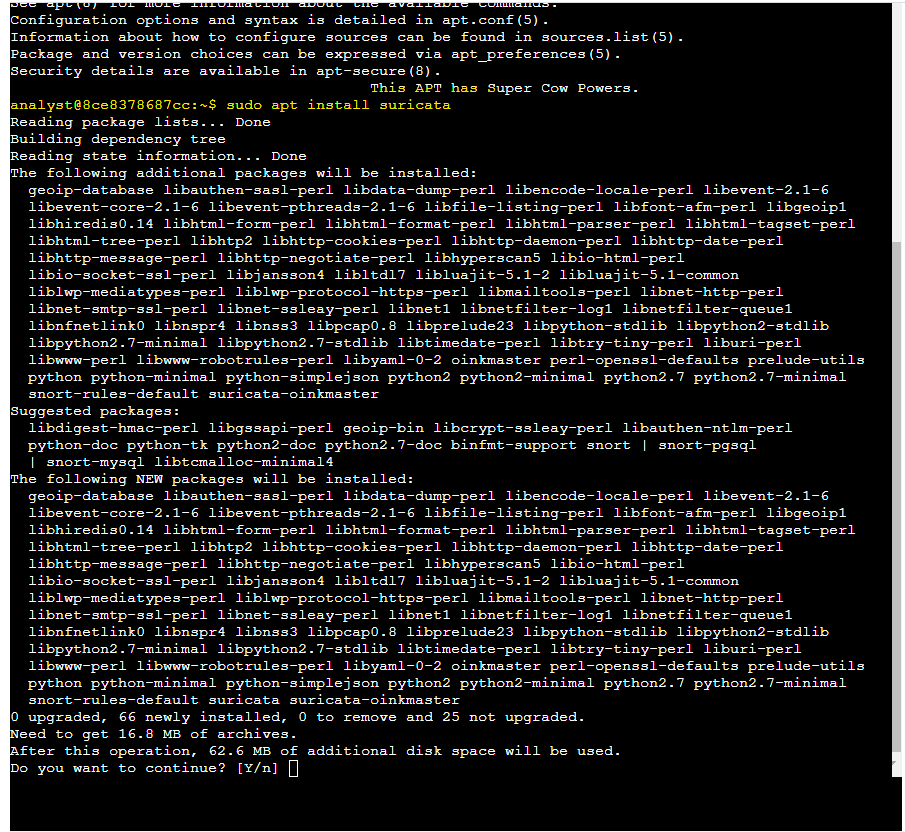 See apt(8) for more information about the available commands.
Configuration options and syntax is detailed in apt.conf(5).
Information about how to configure sources can be found in sources.list(5).
Package and version choices can be expressed via apt_preferences(5).
Security details are available in apt-secure(8).
This APT has Super Cow Powers.
analyst@8ce8378687cc:~$ sudo apt install suricata
Reading package lists... Done
Building dependency tree
Reading state information... Done
The following additional packages will be installed:
geoip-database libauthen-sasl-perl libdata-dump-perl libencode-locale-perl libevent-2.1-6
libevent-core-2.1-6 libevent-pthreads-2.1-6 libfile-listing-perl libfont-afm-perl libgeoip1
libhiredis0.14 libhtml-form-perl libhtml-format-perl libhtml-parser-perl libhtml-tagset-perl
libhtml-tree-perl libhtp2 libhttp-cookies-perl libhttp-daemon-perl libhttp-date-perl
libhttp-message-perl libhttp-negotiate-perl libhyperscan5 libio-html-perl
libio-socket-ssl-perl libjansson4 libltdl7 libluajit-5.1-2 libluajit-5.1-common
liblwp-mediatypes-perl liblwp-protocol-https-perl libmailtools-perl libnet-http-perl
libnet-smtp-ssl-perl libnet-ssleay-perl libnet1 libnetfilter-log1 libnetfilter-queue1
libnfnetlink0 libnspr4 libnss3 libpcap0.8 libprelude23 libpython-stdlib libpython2-stdlib
libpython2.7-minimal libpython2.7-stdlib libtimedate-perl libtry-tiny-perl liburi-perl
libwww-perl libwww-robotrules-perl libyaml-0-2 oinkmaster perl-openssl-defaults prelude-utils
python python-minimal python-simplejson python2 python2-minimal python2.7 python2.7-minimal
snort-rules-default suricata-oinkmaster
Suggested packages:
libdigest-hmac-perl libgssapi-perl geoip-bin libcrypt-ssleay-perl libauthen-ntlm-perl
python-doc python-tk python2-doc python2.7-doc binfmt-support snort | snort-pgsql
| snort-mysql libtcmalloc-minimal4
The following NEW packages will be installed:
geoip-database libauthen-sasl-perl libdata-dump-perl libencode-locale-perl libevent-2.1-6
libevent-core-2.1-6 libevent-pthreads-2.1-6 libfile-listing-perl libfont-afm-perl libgeoip1
libhiredis0.14 libhtml-form-perl libhtml-format-perl libhtml-parser-perl libhtml-tagset-perl
libhtml-tree-perl libhtp2 libhttp-cookies-perl libhttp-daemon-perl libhttp-date-perl
libhttp-message-perl libhttp-negotiate-perl libhyperscan5 libio-html-perl
libio-socket-ssl-perl libjansson4 libltdl7 libluajit-5.1-2 libluajit-5.1-common
liblwp-mediatypes-perl liblwp-protocol-https-perl libmailtools-perl libnet-http-perl
libnet-smtp-ssl-perl libnet-ssleay-perl libnet1 libnetfilter-log1 libnetfilter-queue1
libnfnetlink0 libnspr4 libnss3 libpcap0.8 libprelude23 libpython-stdlib libpython2-stdlib
libpython2.7-minimal libpython2.7-stdlib libtimedate-perl libtry-tiny-perl liburi-perl
libwww-perl libwww-robotrules-perl libyaml-0-2 oinkmaster perl-openssl-defaults prelude-utils
python python-minimal python-simplejson python2 python2-minimal python2.7 python2.7-minimal
snort-rules-default suricata suricata-oinkmaster
0 upgraded, 66 newly installed, 0 to remove and 25 not upgraded.
Need to get 16.8 MB of archives.
After this operation, 62.6 MB of additional disk space will be used.
Do you want to continue? [Y/n]